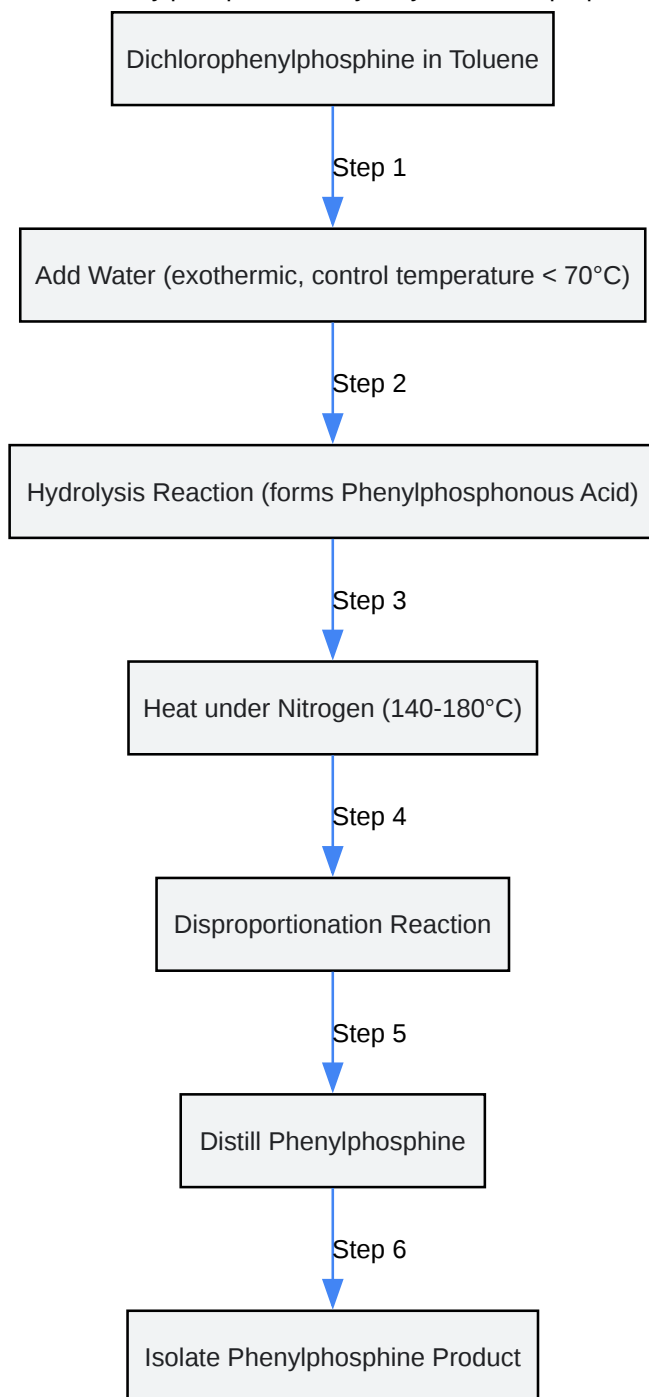 Dichlorophenylphosphine in Toluene
Step 1
Add Water (exothermic, control temperature < 70°C)
Step 2
Hydrolysis Reaction (forms Phenylphosphonous Acid)
Step 3
Heat under Nitrogen (140-180°C)
Step 4
Disproportionation Reaction
Step 5
Distill Phenylphosphine
Step 6
Isolate Phenylphosphine Product